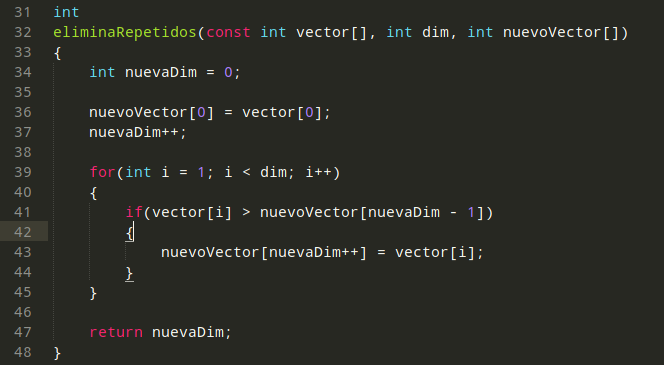 31 int
32 eliminaRepetidos(const int vector[], int dim, int nuevoVector[])
33 {
34     int nuevaDim = 0;
35
36     nuevoVector[0] = vector[0];
37     nuevaDim++;
38
39     for(int i = 1; i < dim; i++)
40     {
41         if(vector[i] > nuevoVector[nuevaDim - 1])
42         {
43             nuevoVector[nuevaDim++] = vector[i];
44         }
45     }
46
47     return nuevaDim;
48 }